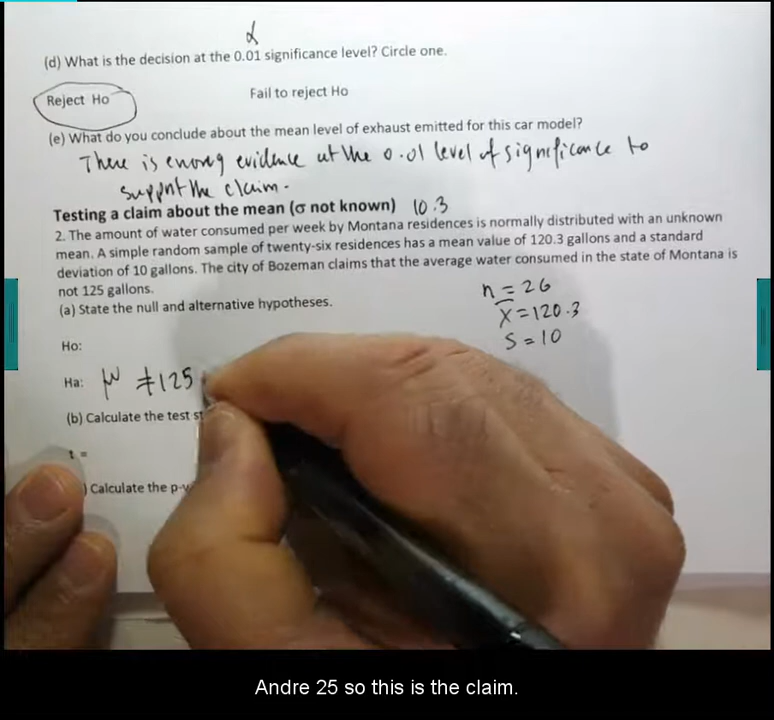 α
(d) What is the decision at the 0.01 significance level? Circle one.
Reject Ho Fail to reject Ho
(e) What do you conclude about the mean level of exhaust emitted for this car model?
There is enough evidence at the 0.01 level of significance to
support the claim.
Testing a claim about the mean (σ not known) 10.3
2. The amount of water consumed per week by Montana residences is normally distributed with an unknown
mean. A simple random sample of twenty-six residences has a mean value of 120.3 gallons and a standard
deviation of 10 gallons. The city of Bozeman claims that the average water consumed in the state of Montana is
not 125 gallons.
(a) State the null and alternative hypotheses.
n = 26
x̄ = 120.3
S = 10
Ho:
Ha: μ ≠ 125
(b) Calculate the test
t =
) Calculate the
Andre 25 so this is the claim.